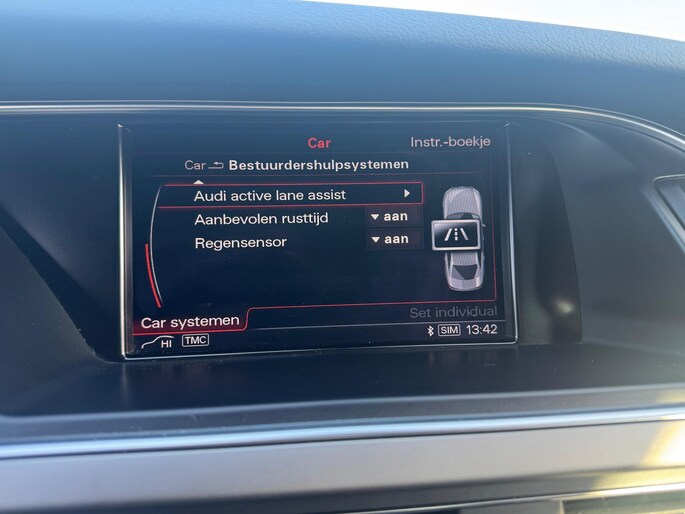 Car
Instr.-boekje
Car Bestuurdershulpsystemen
Audi active lane assist
Aanbevolen rusttijd aan
Regensensor aan
Set individual
Car systemen
SIM 13:42
HI TMC